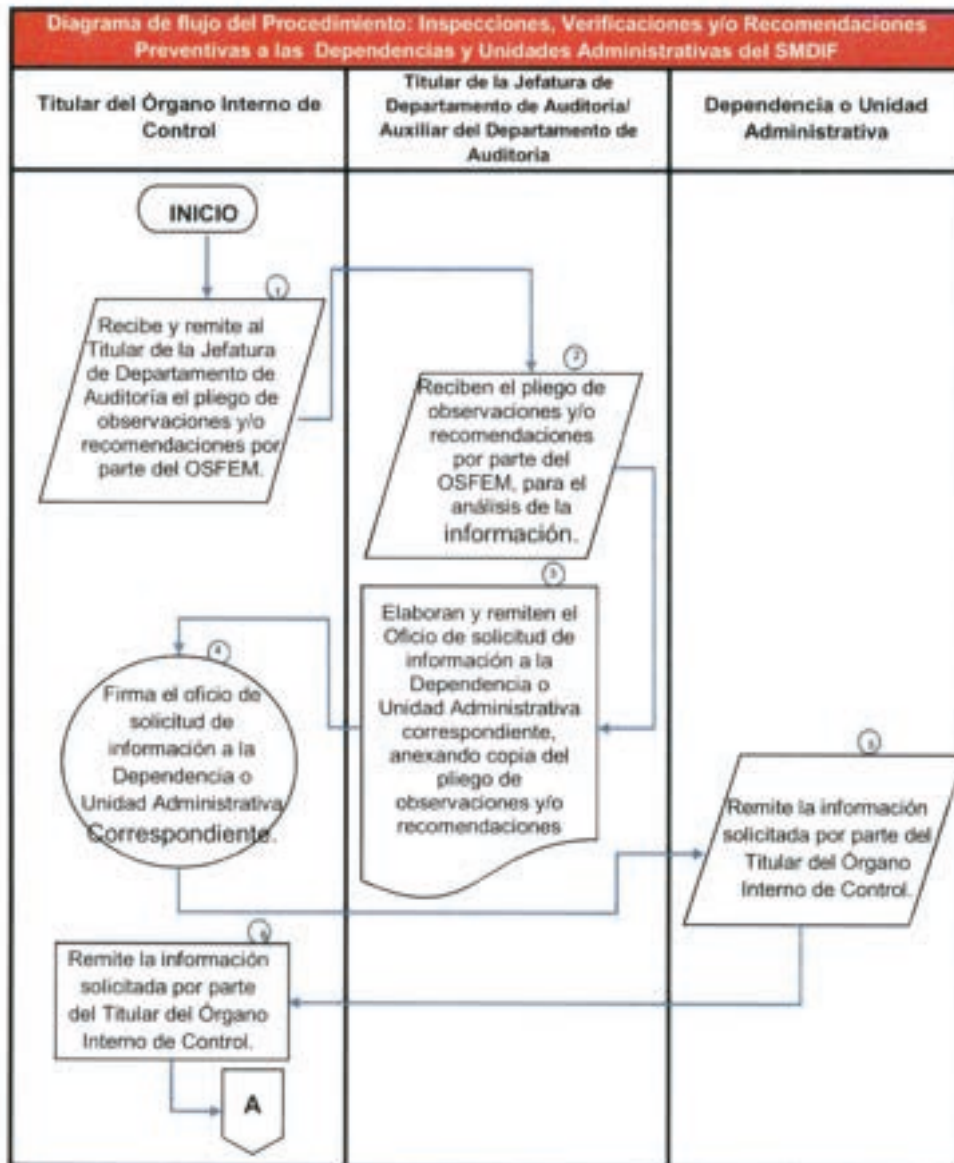 Diagrama de flujo del Procedimiento: Inspecciones, Verificaciones y/o Recomendaciones
Preventivas a las Dependencias y Unidades Administrativas del SMDIF
Titular del Órgano Interno de
Control
Titular de la Jefatura de
Departamento de Auditoria/
Auxiliar del Departamento de
Auditoria
Dependencia o Unidad
Administrativa
INICIO
1
Recibe y remite al
Titular de la Jefatura
de Departamento de
Auditoría el pliego de
observaciones y/o
recomendaciones por
parte del OSFEM.
2
Reciben el pliego de
observaciones y/o
recomendaciones
por parte del
OSFEM, para el
análisis de la
información.
3
Elaboran y remiten el
Oficio de solicitud de
información a la
Dependencia o
Unidad Administrativa
correspondiente,
anexando copia del
pliego de
observaciones y/o
recomendaciones
4
Firma el oficio de
solicitud de
información a la
Dependencia o
Unidad Administrativa
Correspondiente.
5
Remite la información
solicitada por parte del
Titular del Órgano
Interno de Control.
Remite la información
solicitada por parte
del Titular del Órgano
Interno de Control.
A